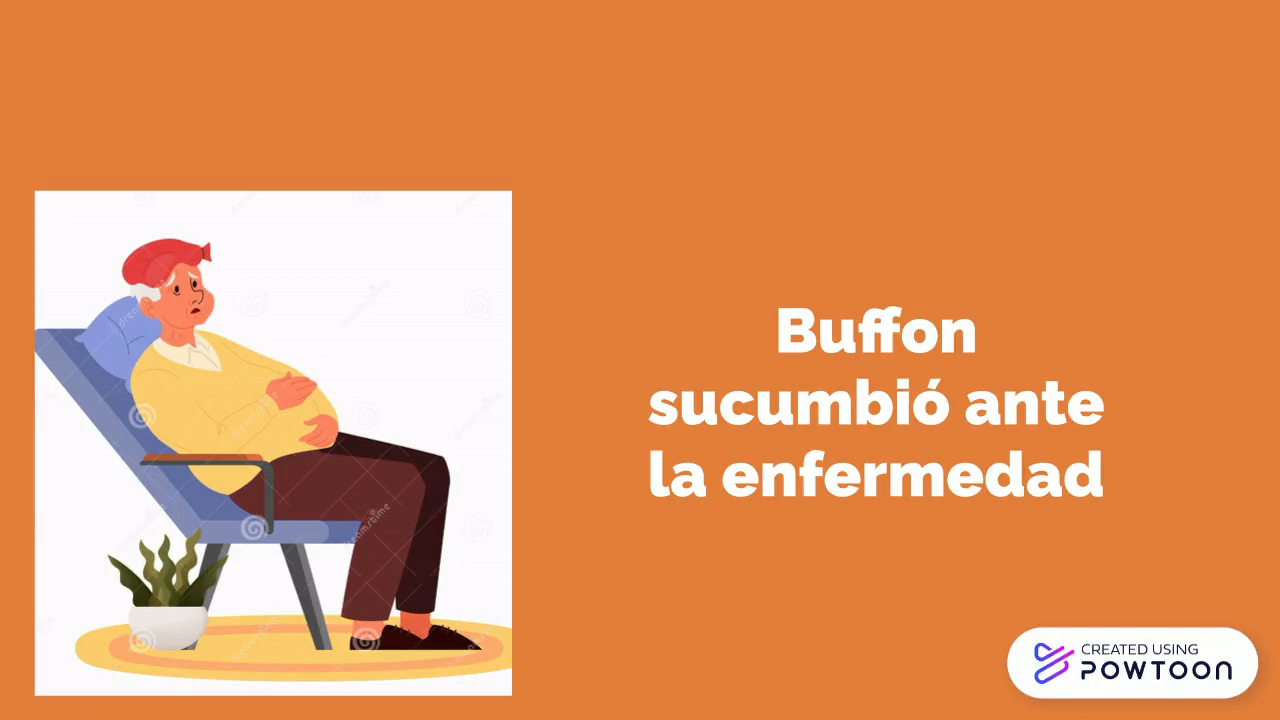 Buffon
sucumbió ante
la enfermedad
CREATED USING
POWTOON